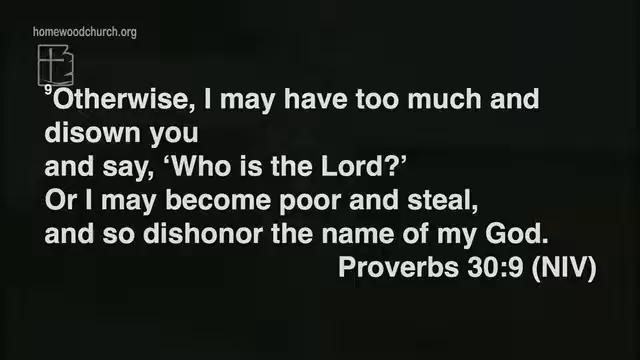 homewoodchurch.org
⁹Otherwise, I may have too much and
disown you
and say, ‘Who is the Lord?’
Or I may become poor and steal,
and so dishonor the name of my God.
Proverbs 30:9 (NIV)